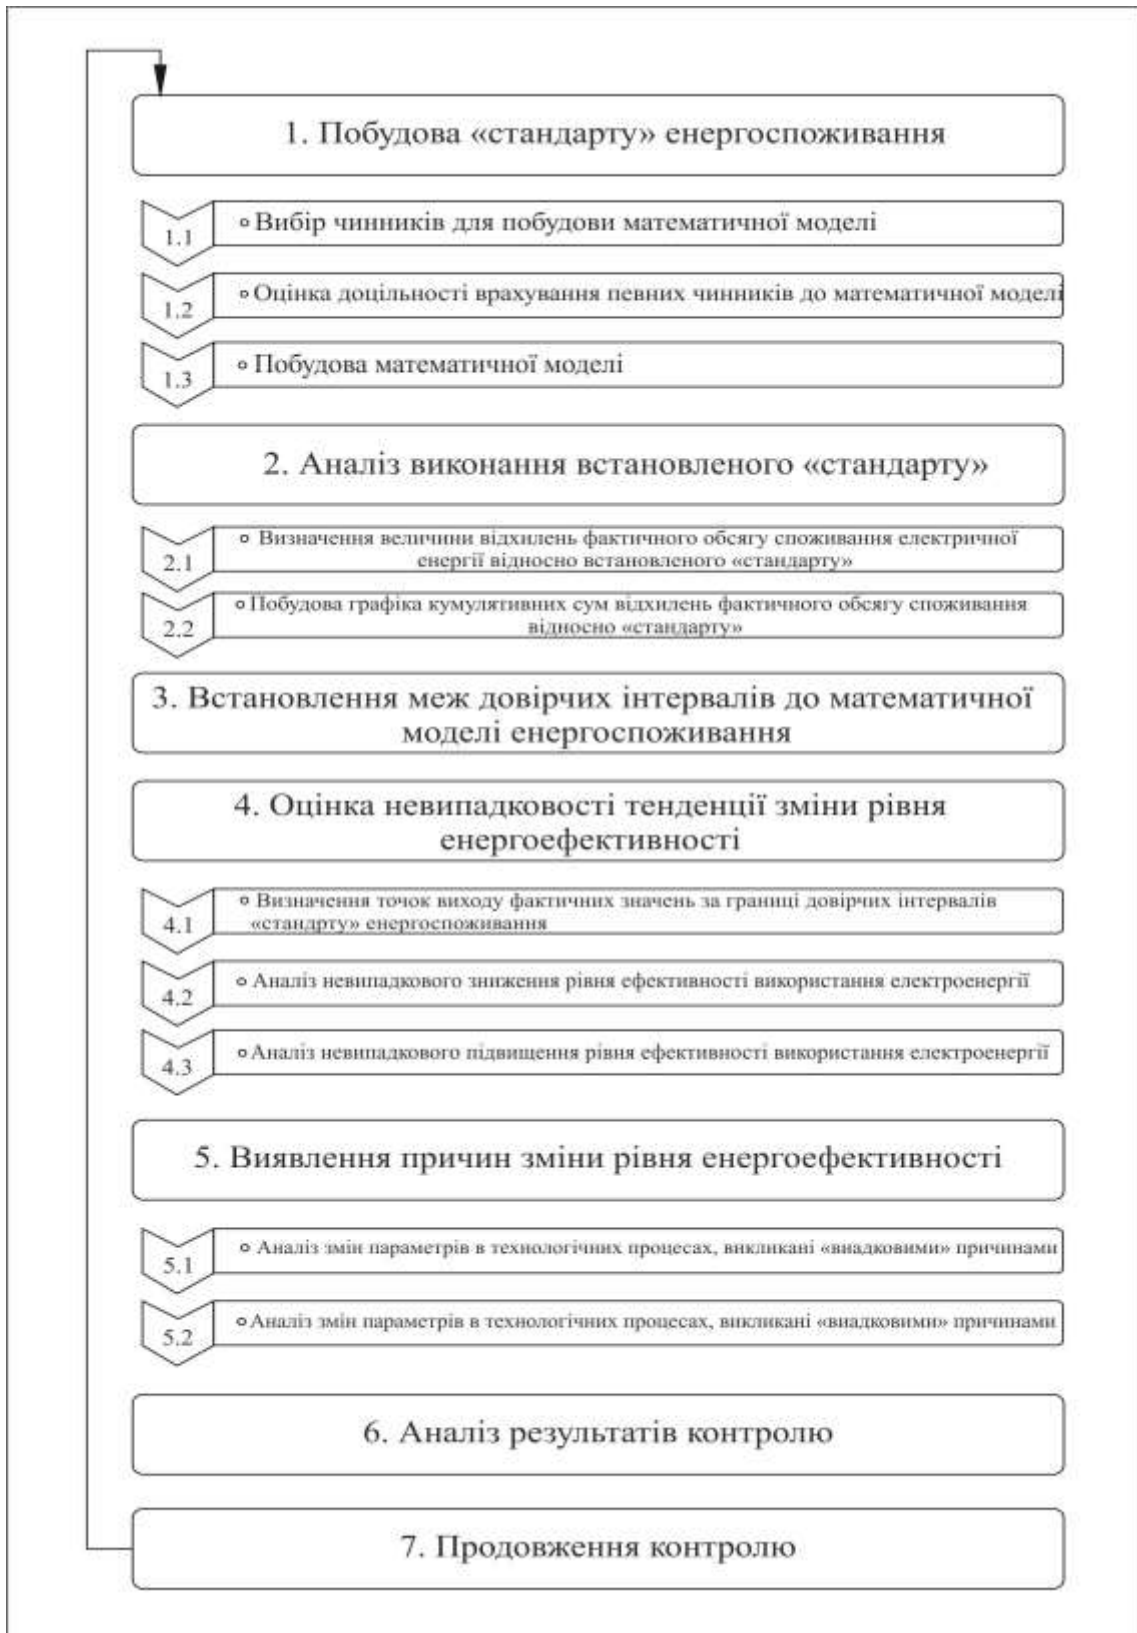 1. Побудова «стандарту» енергоспоживання
1.1
Вибір чинників для побудови математичної моделі
1.2
Оцінка доцільності врахування певних чинників до математичної моделі
1.3
Побудова математичної моделі
2. Аналіз виконання встановленого «стандарту»
2.1
Визначення величини відхилень фактичного обсягу споживання електричної
енергії відносно встановленого «стандарту»
2.2
Побудова графіка кумулятивних сум відхилень фактичного обсягу споживання
відносно «стандарту»
3. Встановлення меж довірчих інтервалів до математичної
моделі енергоспоживання
4. Оцінка невипадковості тенденції зміни рівня
енергоефективності
4.1
Визначення точок виходу фактичних значень за границі довірчих інтервалів
«стандрту» енергоспоживання
4.2
Аналіз невипадкового зниження рівня ефективності використання електроенергії
4.3
Аналіз невипадкового підвищення рівня ефективності використання електроенергії
5. Виявлення причин зміни рівня енергоефективності
5.1
Аналіз змін параметрів в технологічних процесах, викликані «виадковими» причинами
5.2
Аналіз змін параметрів в технологічних процесах, викликані «виадковими» причинами
6. Аналіз результатів контролю
7. Продовження контролю